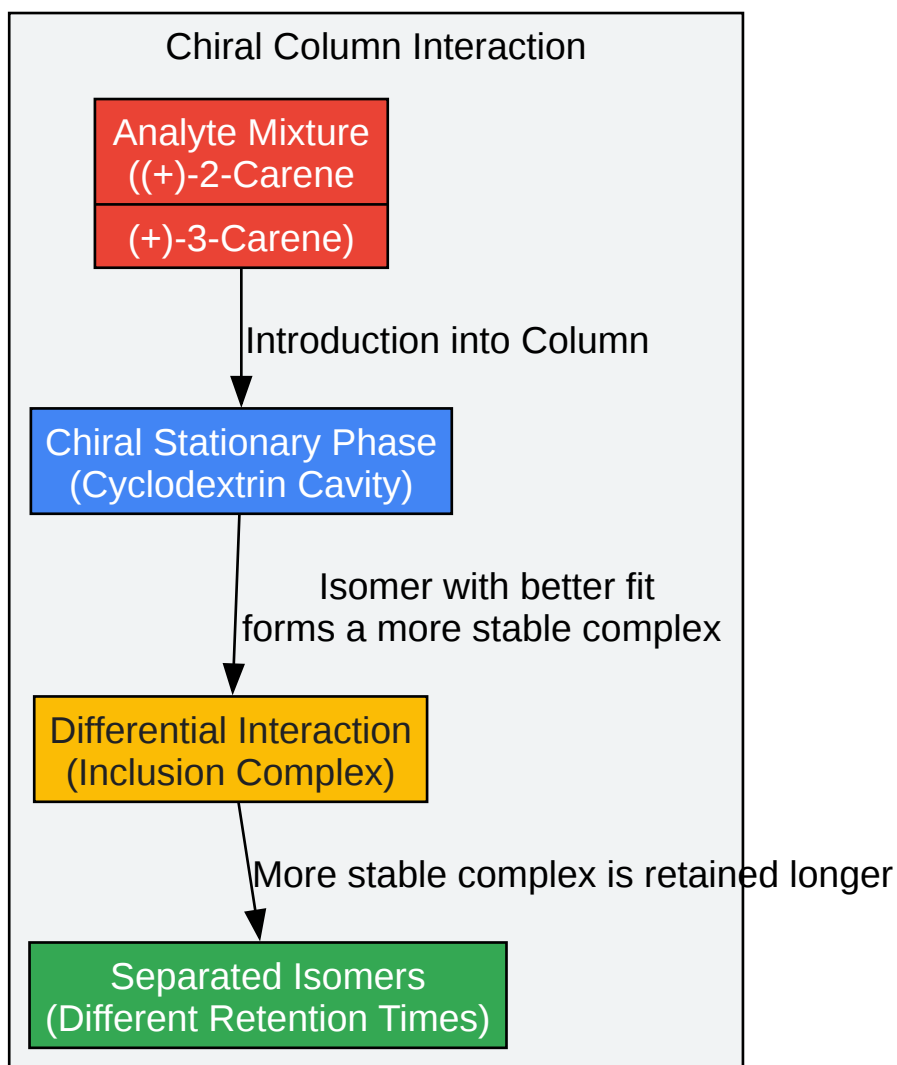 Chiral Column Interaction
Analyte Mixture
((+)-2-Carene
(+)-3-Carene)
Introduction into Column
Chiral Stationary Phase
(Cyclodextrin Cavity)
Isomer with better fit
forms a more stable complex
Differential Interaction
(Inclusion Complex)
More stable complex is retained longer
Separated Isomers
(Different Retention Times)